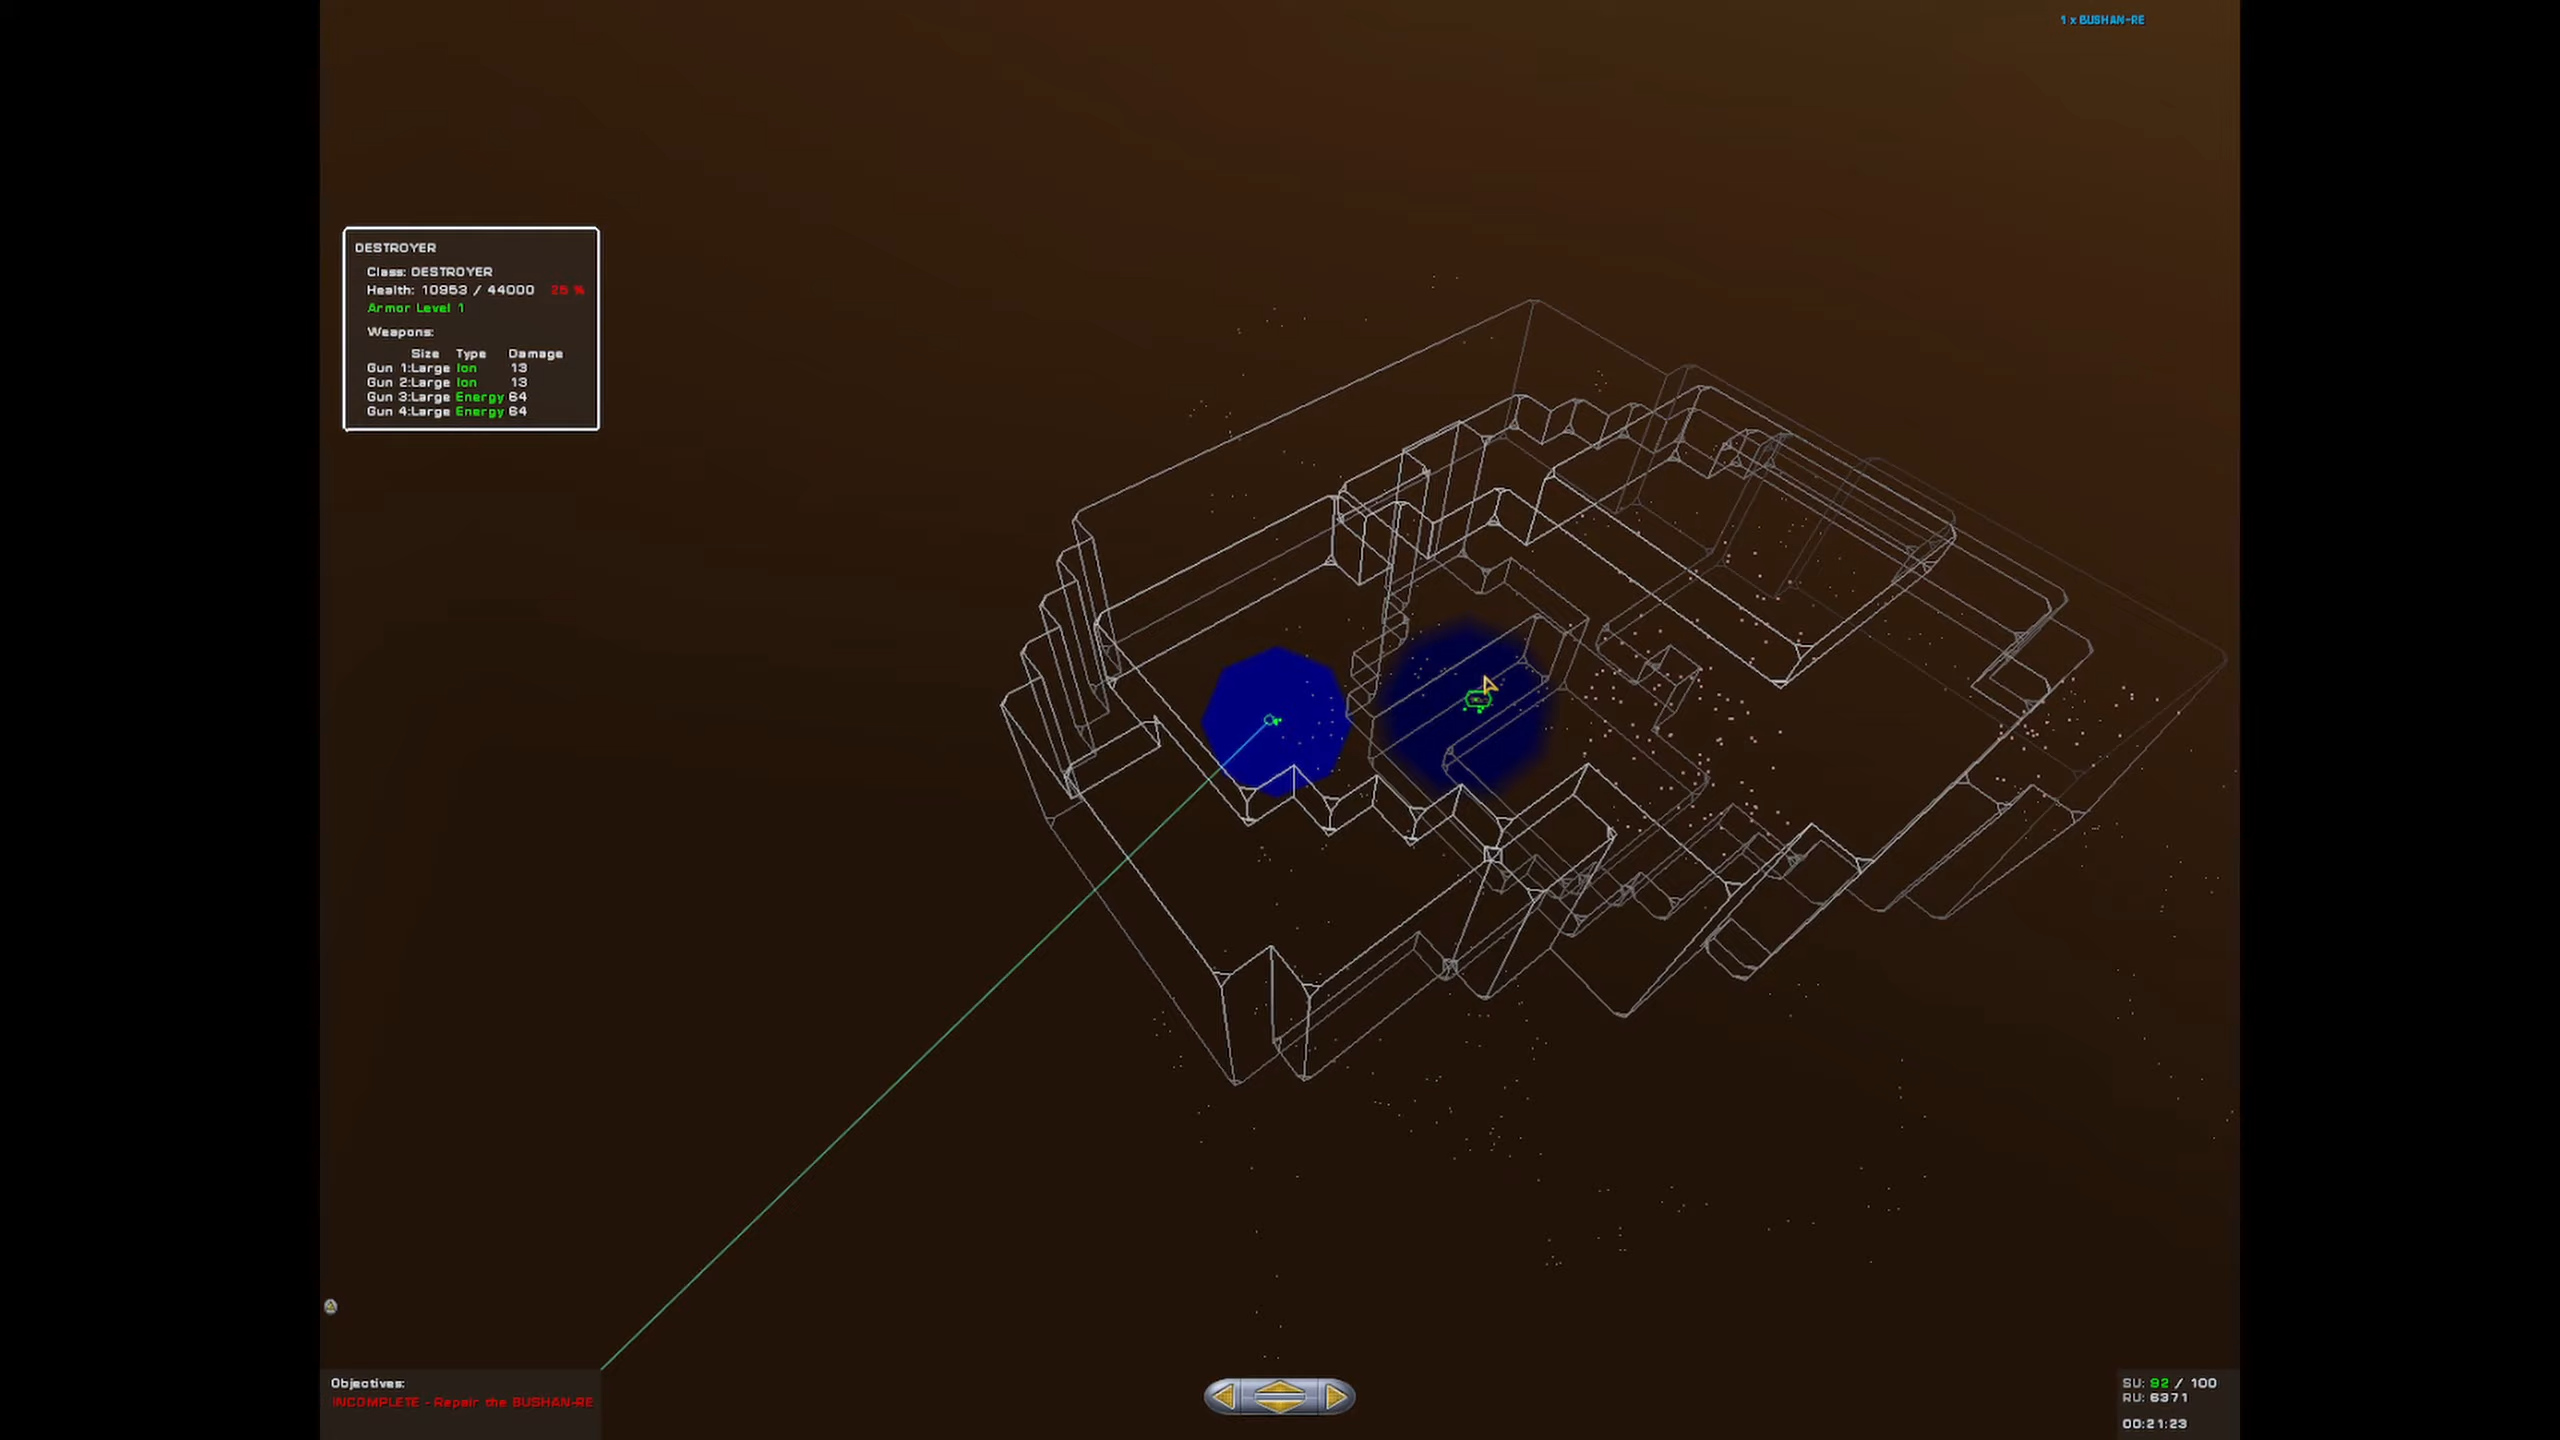 1 x BUSHAN-RE
DESTROYER
Class: DESTROYER
Health: 10953 / 44000 25 %
Armor Level 1
Weapons:
Size Type Damage
Gun 1:Large Ion 13
Gun 2:Large Ion 13
Gun 3:Large Energy 64
Gun 4:Large Energy 64
Objectives:
INCOMPLETE - Repair the BUSHAN-RE
SU: 92 / 100
RU: 6371
00:21:23